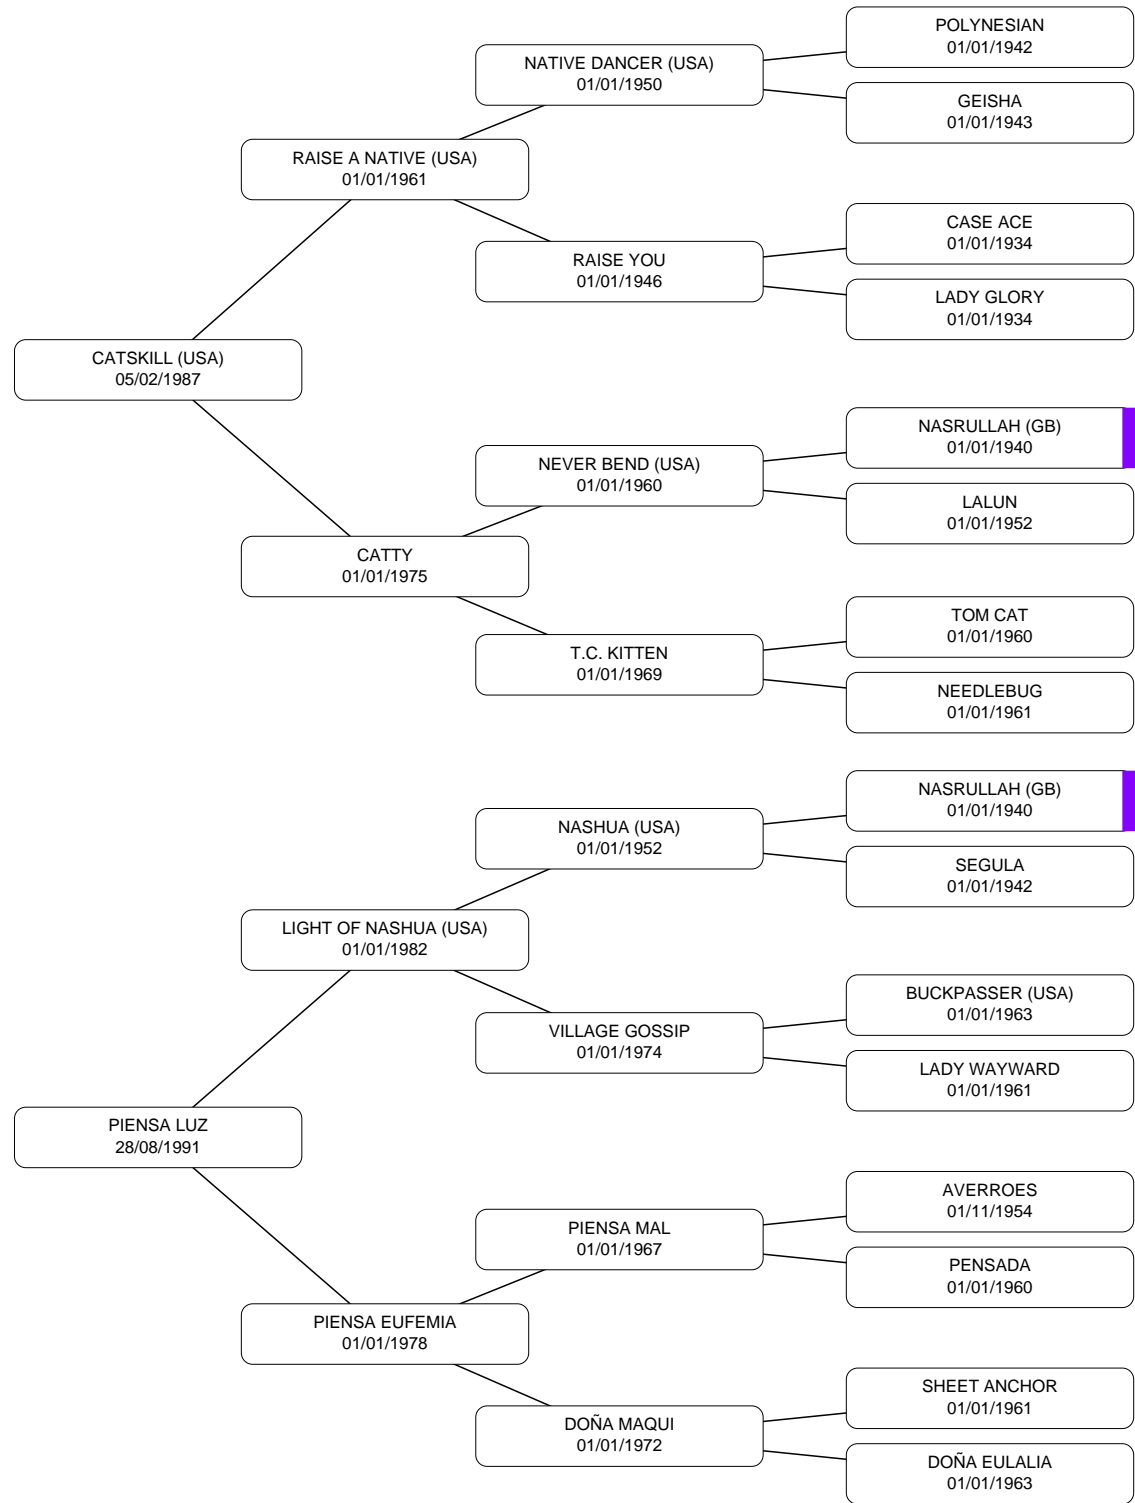 POLYNESIAN
01/01/1942
NATIVE DANCER (USA)
01/01/1950
GEISHA
01/01/1943
RAISE A NATIVE (USA)
01/01/1961
CASE ACE
01/01/1934
RAISE YOU
01/01/1946
LADY GLORY
01/01/1934
CATSKILL (USA)
05/02/1987
NASRULLAH (GB)
01/01/1940
NEVER BEND (USA)
01/01/1960
LALUN
01/01/1952
CATTY
01/01/1975
TOM CAT
01/01/1960
T.C. KITTEN
01/01/1969
NEEDLEBUG
01/01/1961
NASRULLAH (GB)
01/01/1940
NASHUA (USA)
01/01/1952
SEGULA
01/01/1942
LIGHT OF NASHUA (USA)
01/01/1982
BUCKPASSER (USA)
01/01/1963
VILLAGE GOSSIP
01/01/1974
LADY WAYWARD
01/01/1961
PIENSA LUZ
28/08/1991
AVERROES
01/11/1954
PIENSA MAL
01/01/1967
PENSADA
01/01/1960
PIENSA EUFEMIA
01/01/1978
SHEET ANCHOR
01/01/1961
DOÑA MAQUI
01/01/1972
DOÑA EULALIA
01/01/1963